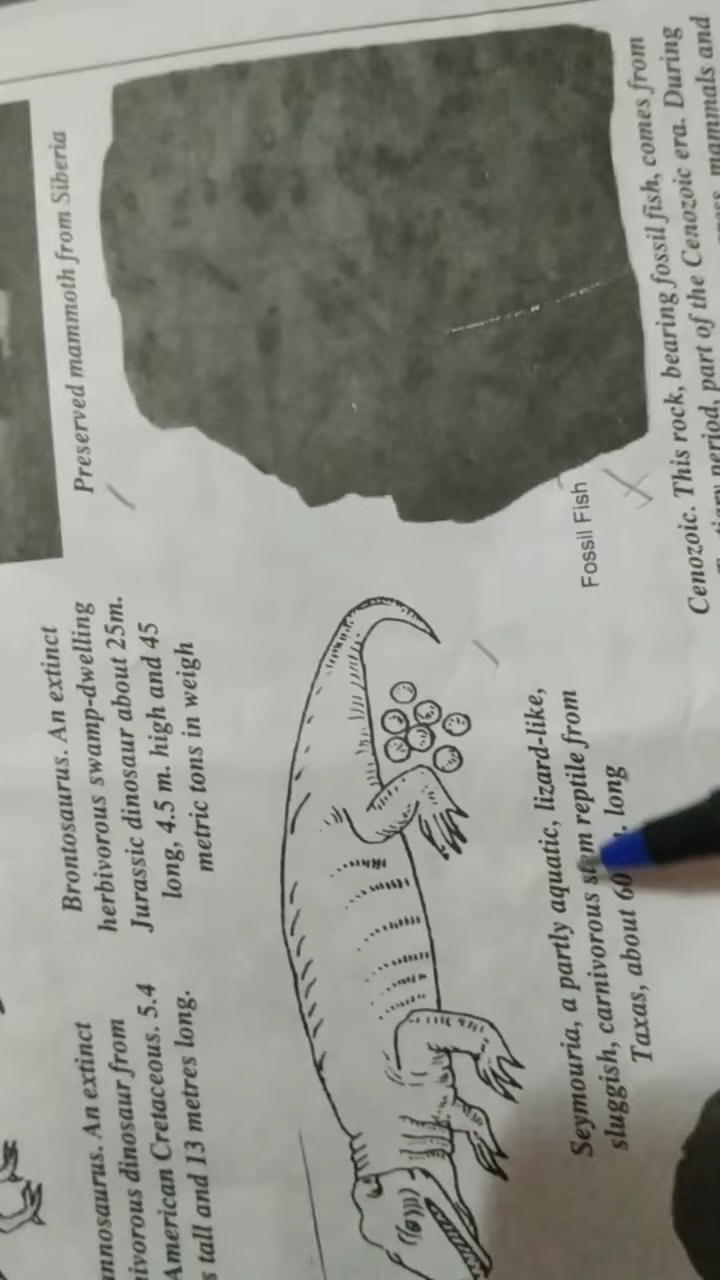 Preserved mammoth from Siberia
Brontosaurus. An extinct
herbivorous swamp-dwelling
Jurassic dinosaur about 25m.
long, 4.5 m. high and 45
metric tons in weigh
mnosaurus. An extinct
nivorous dinosaur from
American Cretaceous. 5.4
s tall and 13 metres long.
Fossil Fish
Seymouria, a partly aquatic, lizard-like,
sluggish, carnivorous stem reptile from
Taxas, about 60 long
Cenozoic. This rock, bearing fossil fish, comes from
period, part of the Cenozoic era. During
mammals and